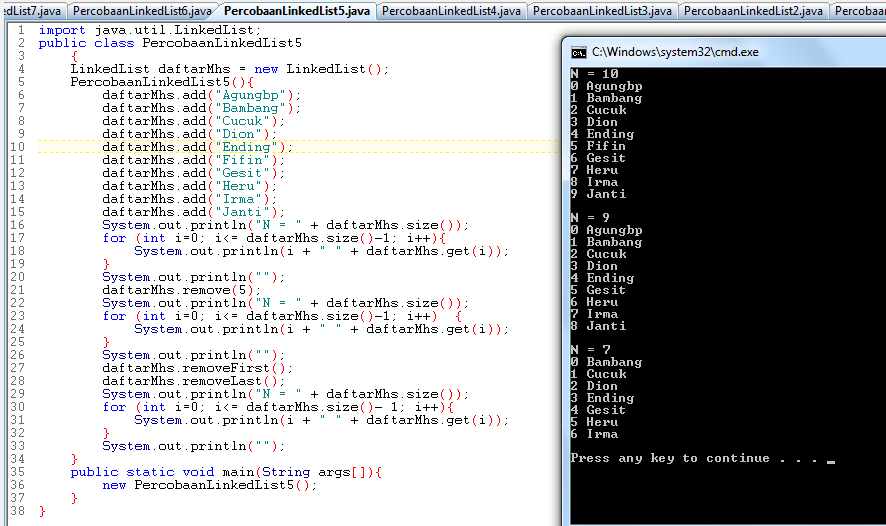 dList7.java PercobaanLinkedList6.java PercobaanLinkedList5.java PercobaanLinkedList4.java PercobaanLinkedList3.java PercobaanLinkedList2.java Percobaan
1 import java.util.LinkedList;
2 public class PercobaanLinkedList5
3 {
4 LinkedList daftarMhs = new LinkedList();
5 PercobaanLinkedList5(){
6 daftarMhs.add("Agungbp");
7 daftarMhs.add("Bambang");
8 daftarMhs.add("Cucuk");
9 daftarMhs.add("Dion");
10 daftarMhs.add("Ending");
11 daftarMhs.add("Fifin");
12 daftarMhs.add("Gesit");
13 daftarMhs.add("Heru");
14 daftarMhs.add("Irma");
15 daftarMhs.add("Janti");
16 System.out.println("N = " + daftarMhs.size());
17 for (int i=0; i<= daftarMhs.size()-1; i++){
18 System.out.println(i + " " + daftarMhs.get(i));
19 }
20 System.out.println("");
21 daftarMhs.remove(5);
22 System.out.println("N = " + daftarMhs.size());
23 for (int i=0; i<= daftarMhs.size()-1; i++) {
24 System.out.println(i + " " + daftarMhs.get(i));
25 }
26 System.out.println("");
27 daftarMhs.removeFirst();
28 daftarMhs.removeLast();
29 System.out.println("N = " + daftarMhs.size());
30 for (int i=0; i<= daftarMhs.size()- 1; i++){
31 System.out.println(i + " " + daftarMhs.get(i));
32 }
33 System.out.println("");
34 }
35 public static void main(String args[]){
36 new PercobaanLinkedList5();
37 }
38 }
C:\Windows\system32\cmd.exe
N = 10
0 Agungbp
1 Bambang
2 Cucuk
3 Dion
4 Ending
5 Fifin
6 Gesit
7 Heru
8 Irma
9 Janti
N = 9
0 Agungbp
1 Bambang
2 Cucuk
3 Dion
4 Ending
5 Gesit
6 Heru
7 Irma
8 Janti
N = 7
0 Bambang
1 Cucuk
2 Dion
3 Ending
4 Gesit
5 Heru
6 Irma
Press any key to continue . . .